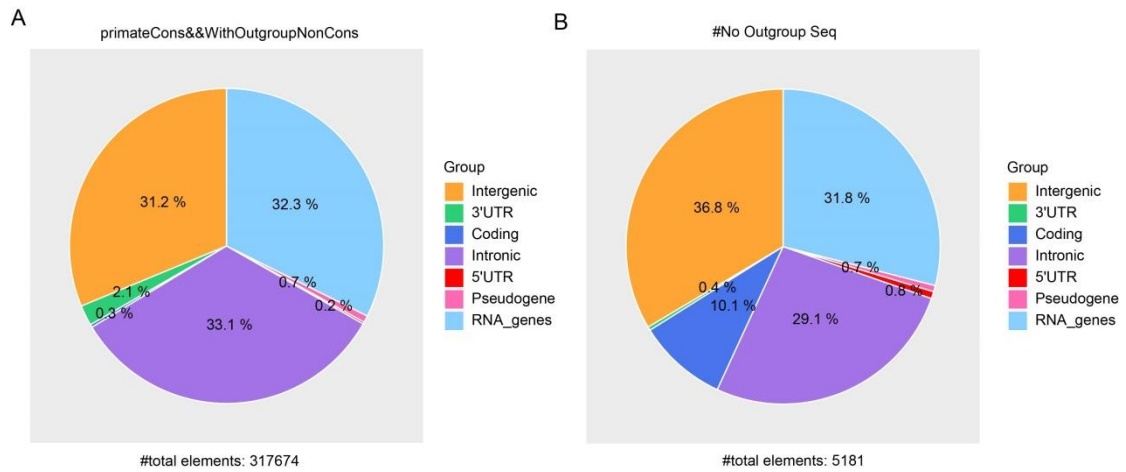 A
primateCons&&WithOutgroupNonCons
31.2 %
32.3 %
0.7 %
0.2 %
2.1 %
0.3 %
33.1 %
Group
Intergenic
3'UTR
Coding
Intronic
5'UTR
Pseudogene
RNA_genes
#total elements: 317674
B
#No Outgroup Seq
36.8 %
31.8 %
0.7 %
0.8 %
0.4 %
10.1 %
29.1 %
Group
Intergenic
3'UTR
Coding
Intronic
5'UTR
Pseudogene
RNA_genes
#total elements: 5181